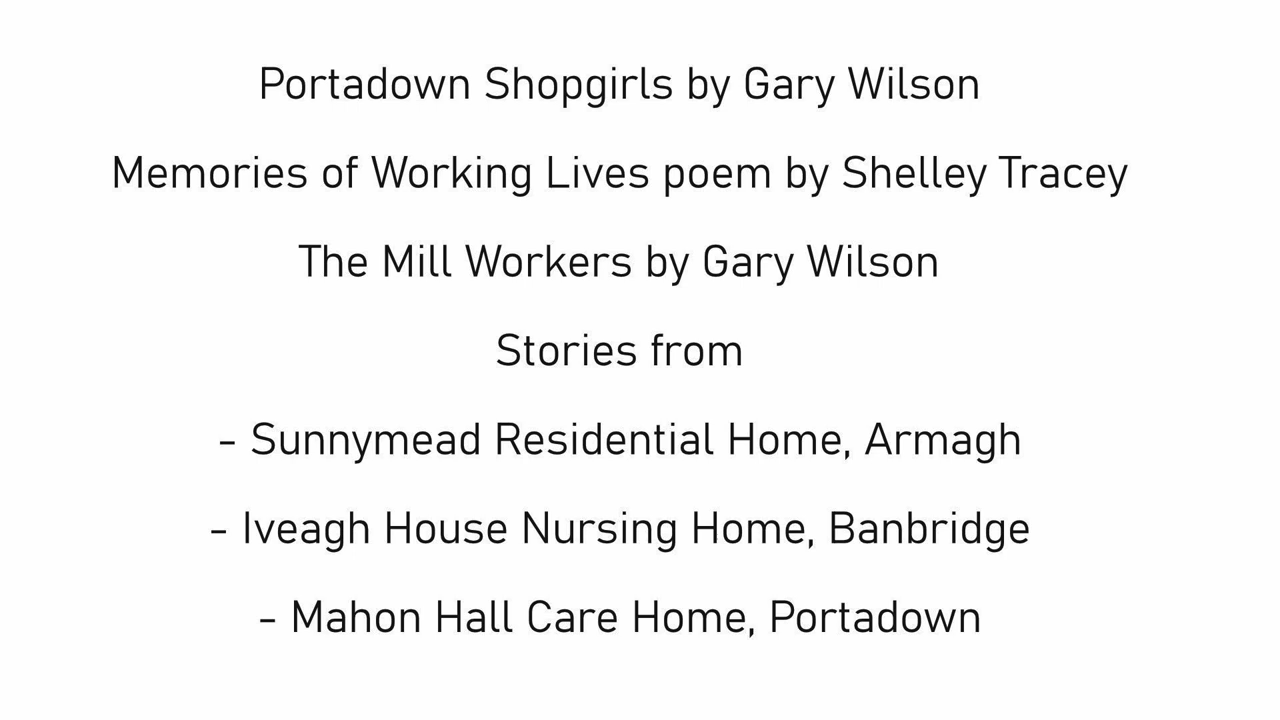 Portadown Shopgirls by Gary Wilson
Memories of Working Lives poem by Shelley Tracey
The Mill Workers by Gary Wilson
Stories from
- Sunnymead Residential Home, Armagh
- Iveagh House Nursing Home, Banbridge
- Mahon Hall Care Home, Portadown